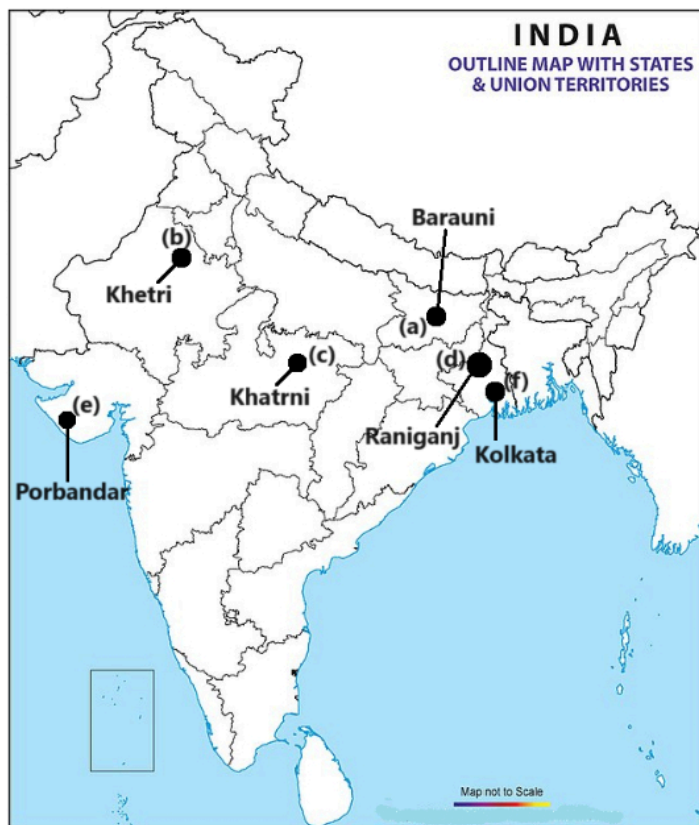 INDIA
OUTLINE MAP WITH STATES
& UNION TERRITORIES
Barauni
(b)
Khetri
(a)
(c)
Khatrni
(d)
(f)
(e)
Raniganj
Kolkata
Porbandar
Map not to Scale